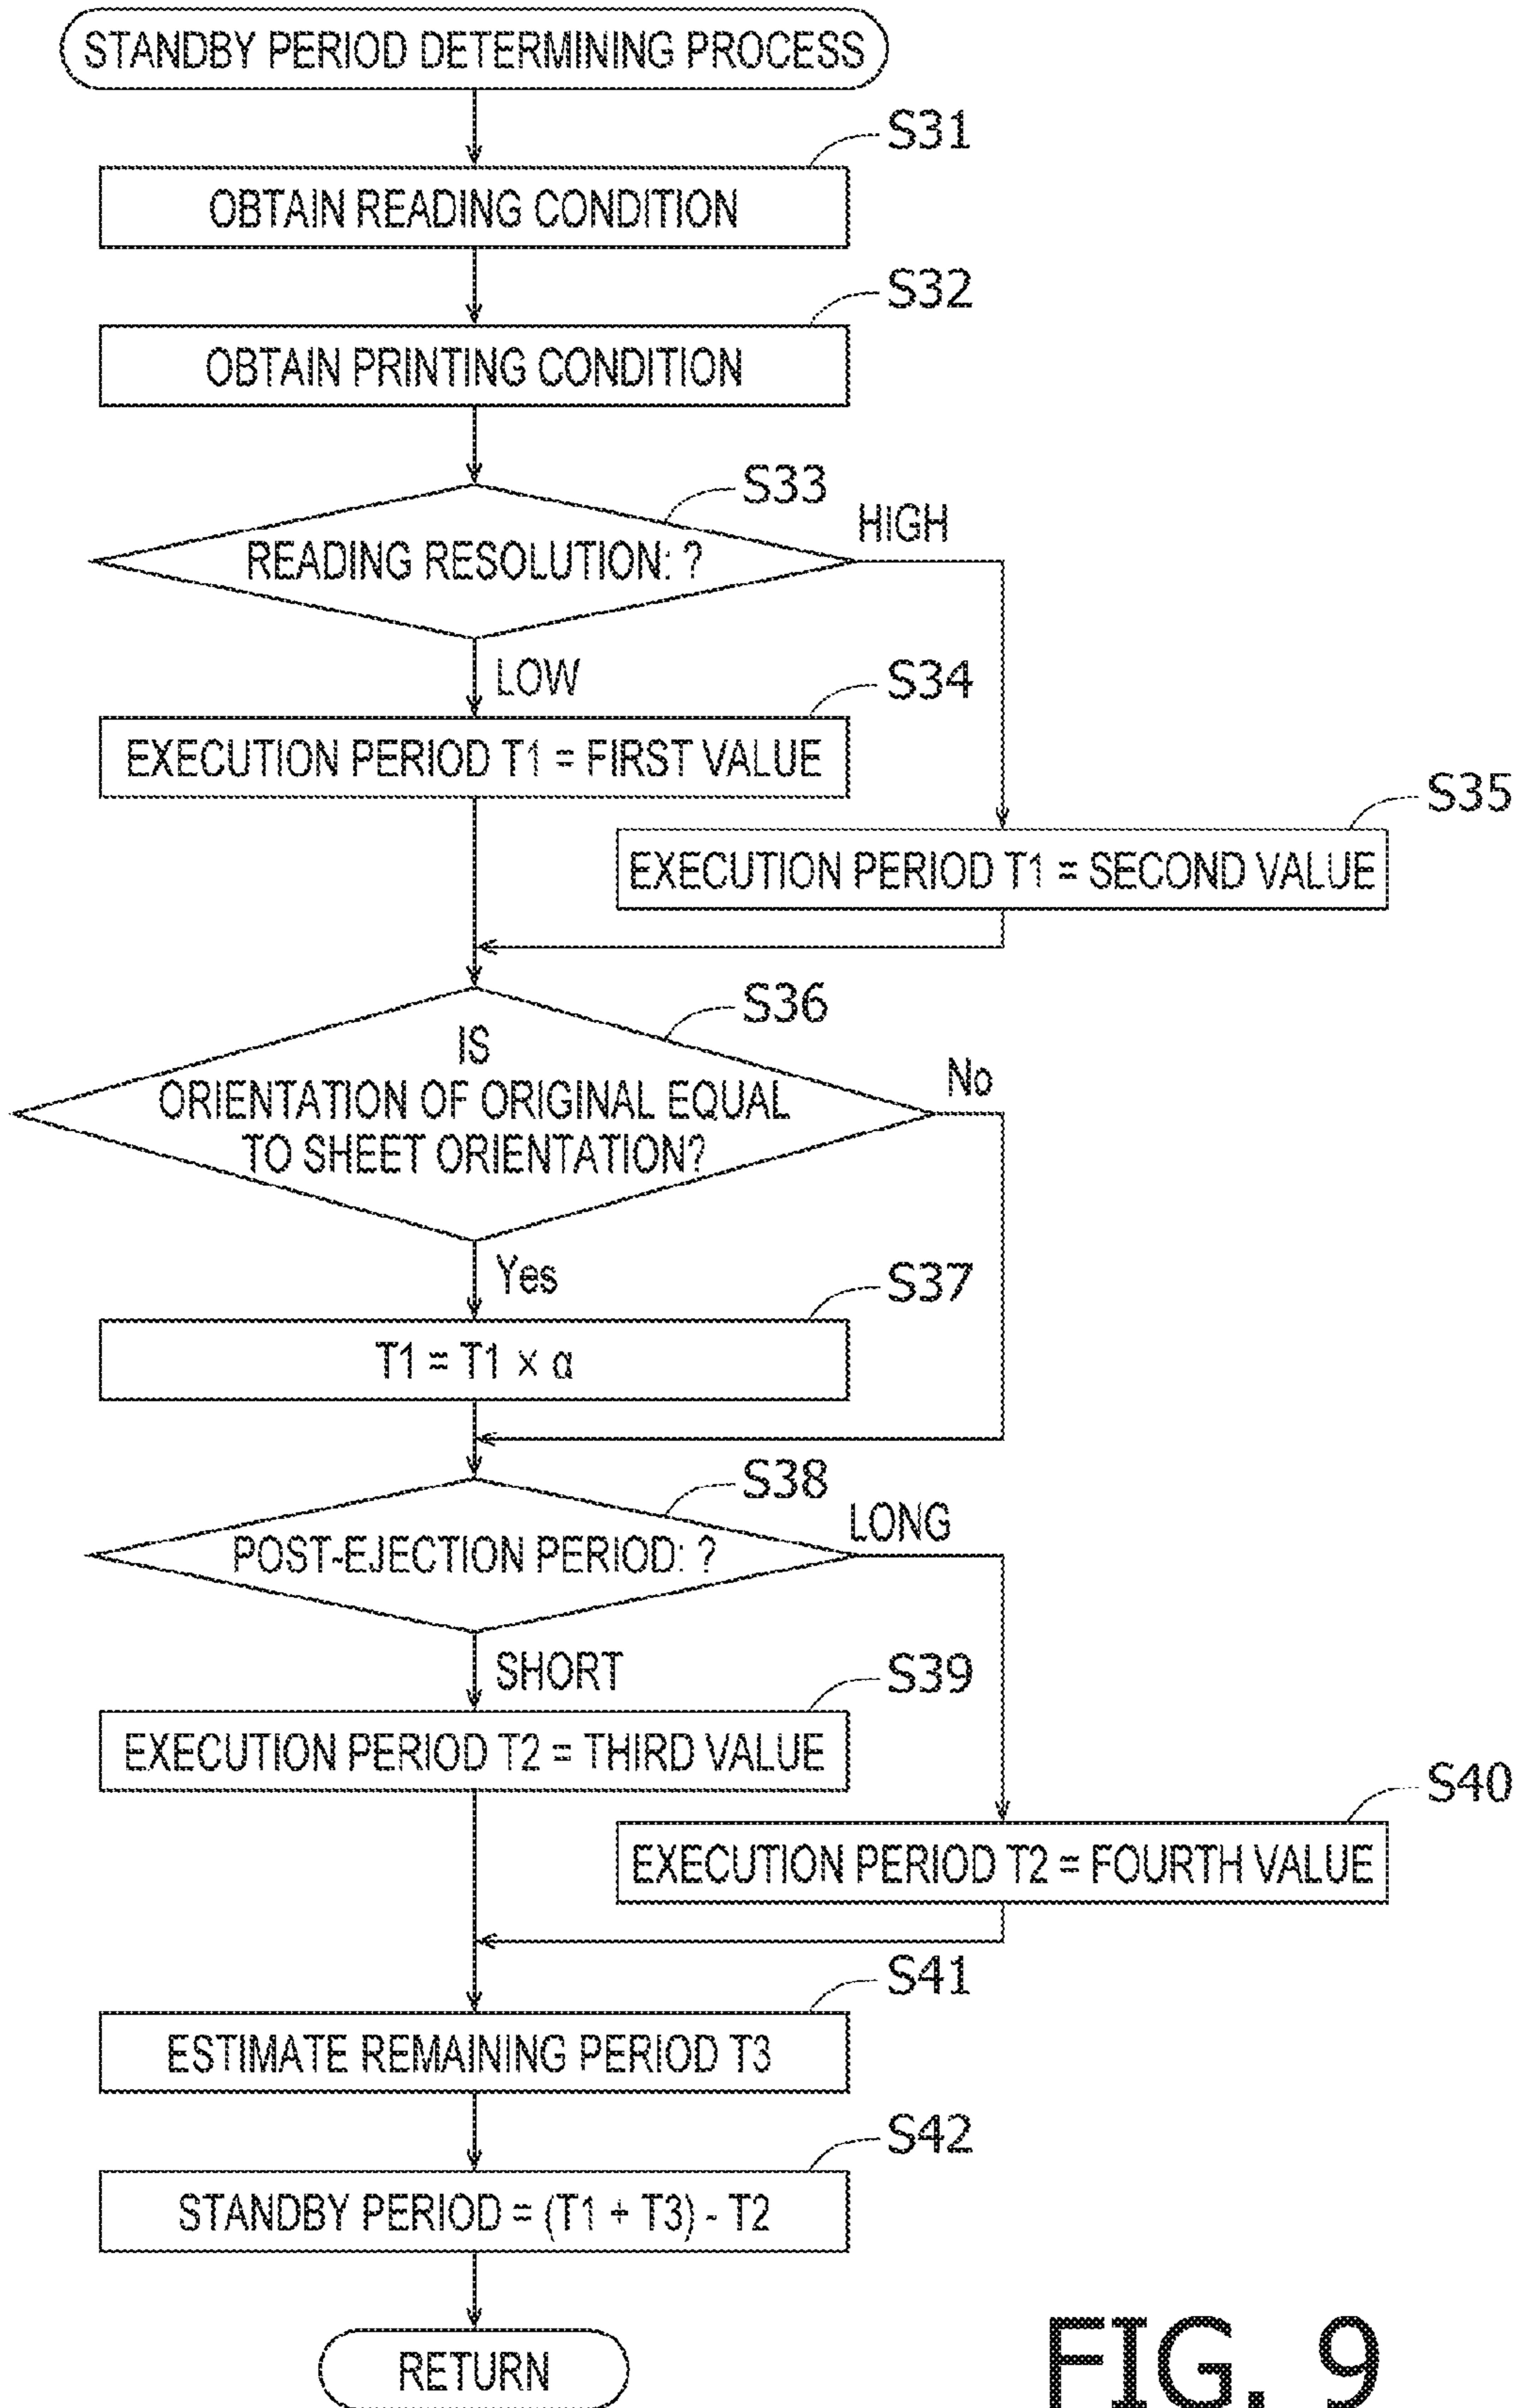 STANDBY PERIOD DETERMINING PROCESS
S31
OBTAIN READING CONDITION
S32
OBTAIN PRINTING CONDITION
S33
READING RESOLUTION: ?
HIGH
LOW
S34
EXECUTION PERIOD T1 = FIRST VALUE
S35
EXECUTION PERIOD T1 = SECOND VALUE
S36
IS
ORIENTATION OF ORIGINAL EQUAL
TO SHEET ORIENTATION?
No
Yes
S37
T1 = T1 × α
S38
POST-EJECTION PERIOD: ?
LONG
SHORT
S39
EXECUTION PERIOD T2 = THIRD VALUE
S40
EXECUTION PERIOD T2 = FOURTH VALUE
S41
ESTIMATE REMAINING PERIOD T3
S42
STANDBY PERIOD = (T1 + T3) - T2
RETURN
FIG. 9